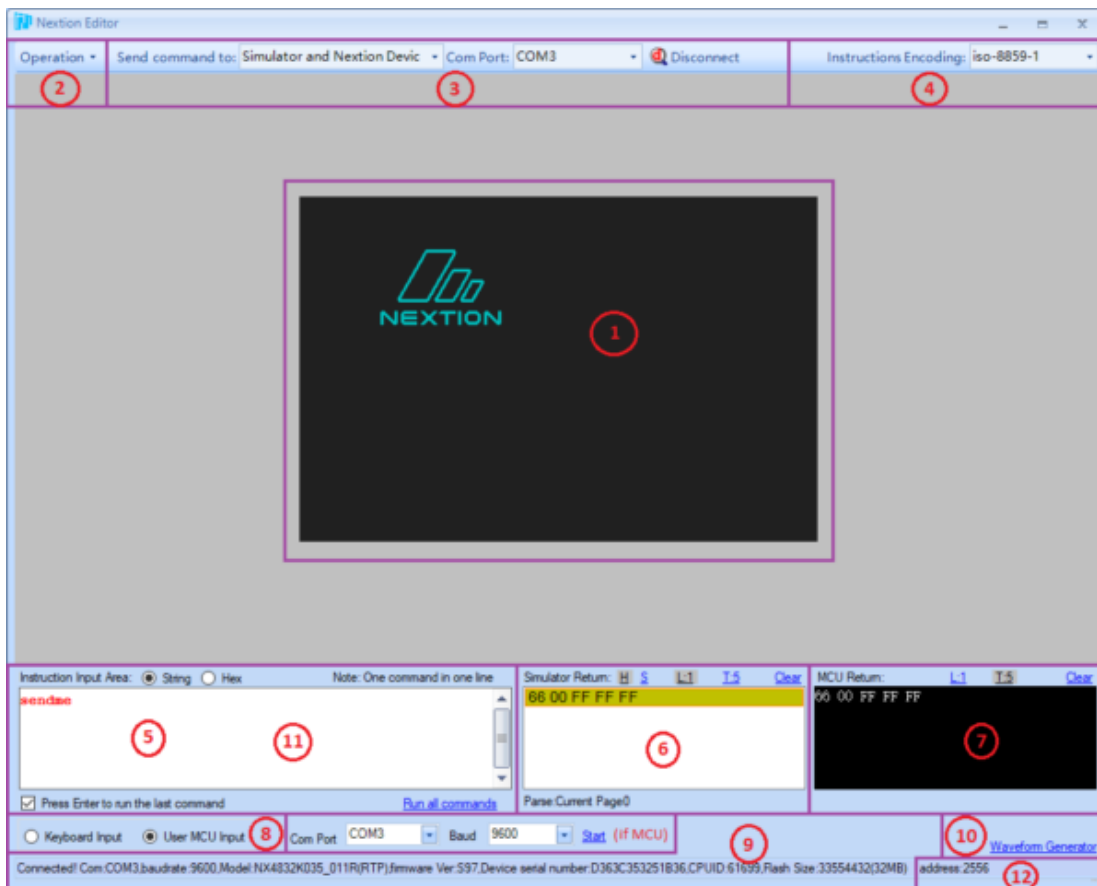 Nextion Editor
Operation Send command to: Simulator and Nextion Devic Com Port: COM3 Disconnect Instructions Encoding: iso-8859-1
2 3 4
NEXTION
1
Instruction Input Area: String Hex Note: One command in one line
sendme
5 11
Press Enter to run the last command Run all commands
Simulator Return: H S L:1 T:5 Clear
66 00 FF FF FF
6
Parse:Current Page0
MCU Return: L:1 T:5 Clear
66 00 FF FF FF
7
Keyboard Input User MCU Input 8 Com Port COM3 Baud 9600 Start (if MCU) 9 10
Waveform Generator
Connected! Com:COM3,baudrate:9600,Model:NX4832K035_011R(RTP),firmware Ver:S97,Device serial number:D363C353251B36,CPUID:61699,Flash Size:33554432(32MB) address:2556
12